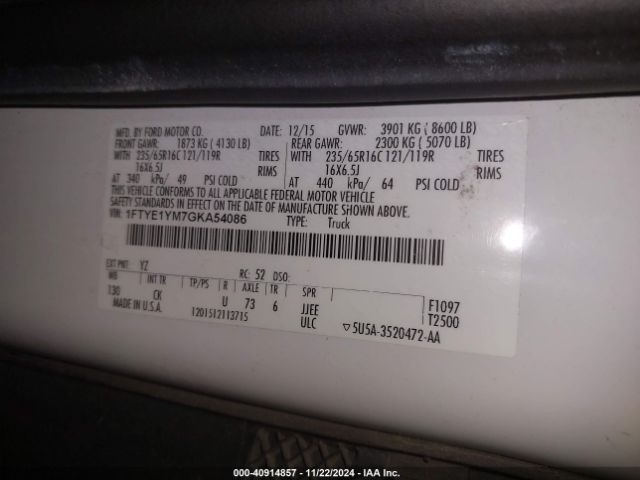 MFD. BY FORD MOTOR CO. DATE: 12/15 GVWR: 3901 KG ( 8600 LB)
FRONT GAWR: 1873 KG ( 4130 LB) REAR GAWR: 2300 KG ( 5070 LB)
WITH 235/65R16C 121/119R TIRES WITH 235/65R16C 121/119R TIRES
16X6.5J RIMS 16X6.5J RIMS
AT 340 kPa/ 49 PSI COLD AT 440 kPa/ 64 PSI COLD
THIS VEHICLE CONFORMS TO ALL APPLICABLE FEDERAL MOTOR VEHICLE
SAFETY STANDARDS IN EFFECT ON THE DATE OF MANUFACTURE SHOWN ABOVE.
VIN: 1FTYE1YM7GKA54086 TYPE: Truck
EXT PNT: YZ RC: 52 DSO:
WB INT TR TP/PS R AXLE TR SPR
130 CK U 73 6 JJEE F1097
MADE IN U.S.A. 1201512113715 ULC T2500
▽5U5A-3520472-AA
000-40914857 - 11/22/2024 - IAA Inc.